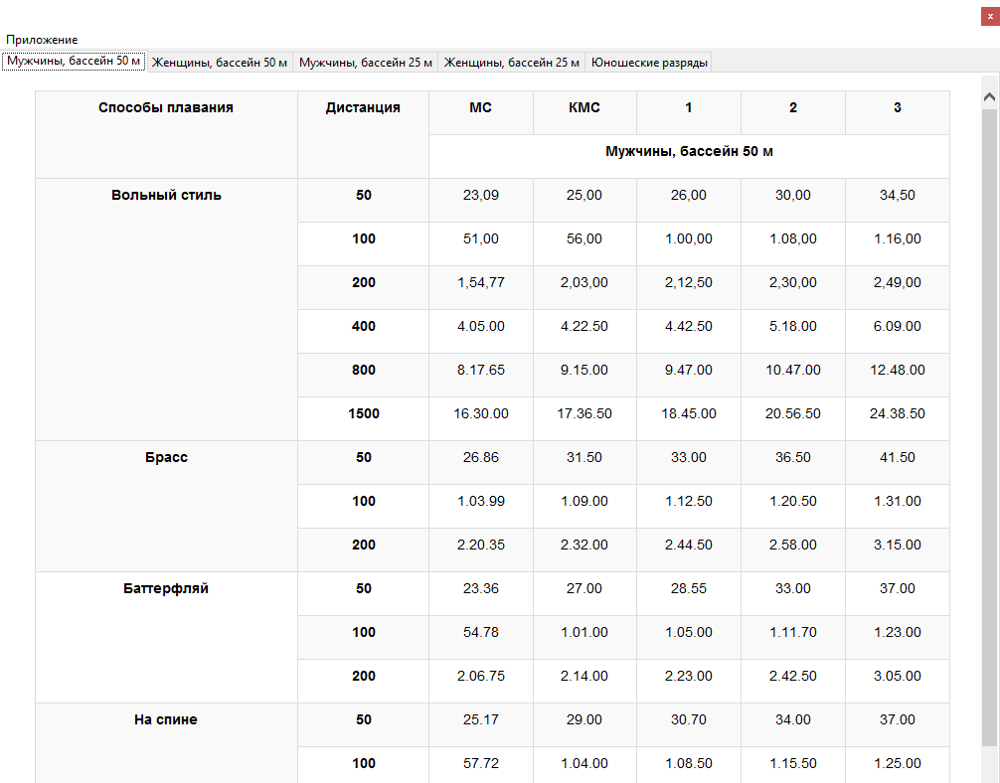 x
Приложение
Мужчины, бассейн 50 м Женщины, бассейн 50 м Мужчины, бассейн 25 м Женщины, бассейн 25 м Юношеские разряды
Способы плавания Дистанция МС КМС 1 2 3
Мужчины, бассейн 50 м
Вольный стиль 50 23,09 25,00 26,00 30,00 34,50
100 51,00 56,00 1.00,00 1.08,00 1.16,00
200 1,54,77 2,03,00 2,12,50 2,30,00 2,49,00
400 4.05.00 4.22.50 4.42.50 5.18.00 6.09.00
800 8.17.65 9.15.00 9.47.00 10.47.00 12.48.00
1500 16.30.00 17.36.50 18.45.00 20.56.50 24.38.50
Брасс 50 26.86 31.50 33.00 36.50 41.50
100 1.03.99 1.09.00 1.12.50 1.20.50 1.31.00
200 2.20.35 2.32.00 2.44.50 2.58.00 3.15.00
Баттерфляй 50 23.36 27.00 28.55 33.00 37.00
100 54.78 1.01.00 1.05.00 1.11.70 1.23.00
200 2.06.75 2.14.00 2.23.00 2.42.50 3.05.00
На спине 50 25.17 29.00 30.70 34.00 37.00
100 57.72 1.04.00 1.08.50 1.15.50 1.25.00